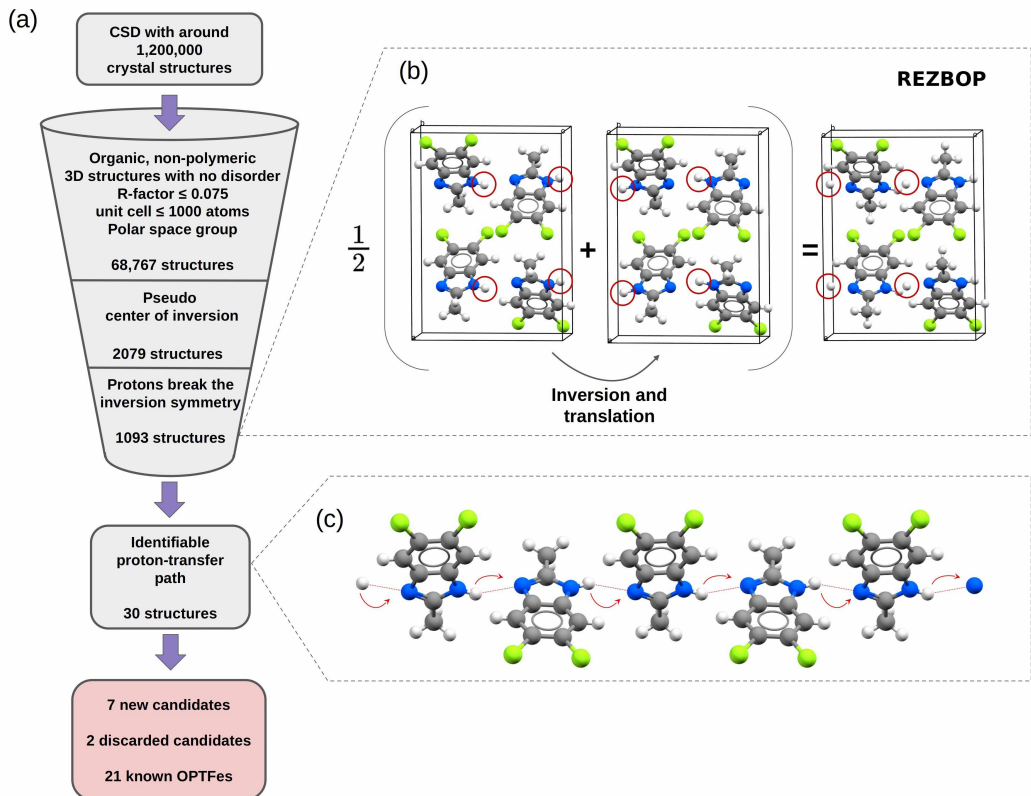 (a)
CSD with around
1,200,000
crystal structures
Organic, non-polymeric
3D structures with no disorder
R-factor ≤ 0.075
unit cell ≤ 1000 atoms
Polar space group
68,767 structures
Pseudo
center of inversion
2079 structures
Protons break the
inversion symmetry
1093 structures
Identifiable
proton-transfer
path
30 structures
7 new candidates
2 discarded candidates
21 known OPTFes
(b)
REZBOP
1
2
+
=
Inversion and
translation
(c)